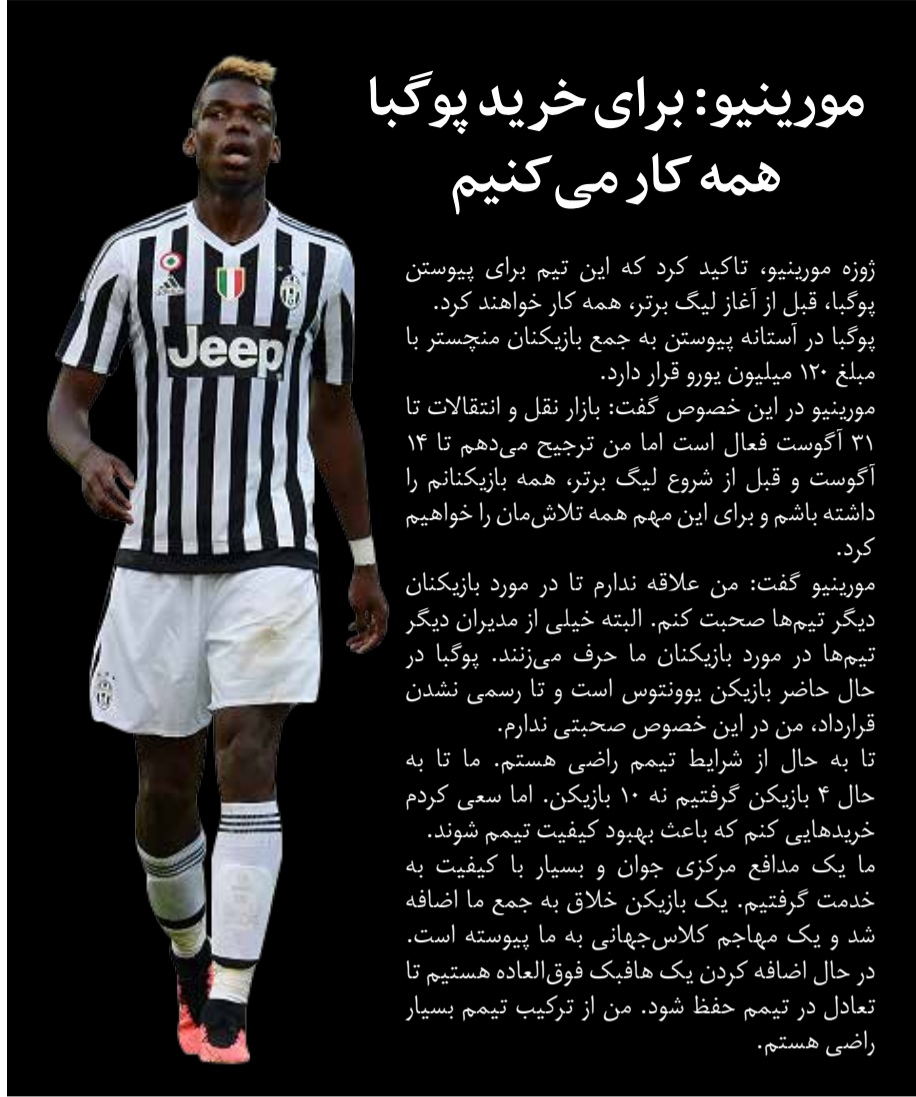 مورینیو: برای خرید پوگبا
همه کار می‌کنیم
ژوزه مورینیو، تاکید کرد که این تیم برای پیوستن
پوگبا، قبل از آغاز لیگ برتر، همه کار خواهند کرد.
پوگبا در آستانه پیوستن به جمع بازیکنان منچستر با
مبلغ ۱۲۰ میلیون یورو قرار دارد.
مورینیو در این خصوص گفت: بازار نقل و انتقالات تا
۳۱ آگوست فعال است اما من ترجیح می‌دهم تا ۱۴
آگوست و قبل از شروع لیگ برتر، همه بازیکنانم را
داشته باشم و برای این مهم همه تلاش‌مان را خواهیم
کرد.
مورینیو گفت: من علاقه ندارم تا در مورد بازیکنان
دیگر تیم‌ها صحبت کنم. البته خیلی از مدیران دیگر
تیم‌ها در مورد بازیکنان ما حرف می‌زنند. پوگبا در
حال حاضر بازیکن یوونتوس است و تا رسمی نشدن
قرارداد، من در این خصوص صحبتی ندارم.
تا به حال از شرایط تیمم راضی هستم. ما تا به
حال ۴ بازیکن گرفتیم نه ۱۰ بازیکن. اما سعی کردم
خریدهایی کنم که باعث بهبود کیفیت تیمم شوند.
ما یک مدافع مرکزی جوان و بسیار با کیفیت به
خدمت گرفتیم. یک بازیکن خلاق به جمع ما اضافه
شد و یک مهاجم کلاس‌جهانی به ما پیوسته است.
در حال اضافه کردن یک هافبک فوق‌العاده هستیم تا
تعادل در تیمم حفظ شود. من از ترکیب تیمم بسیار
راضی هستم.
Jeep